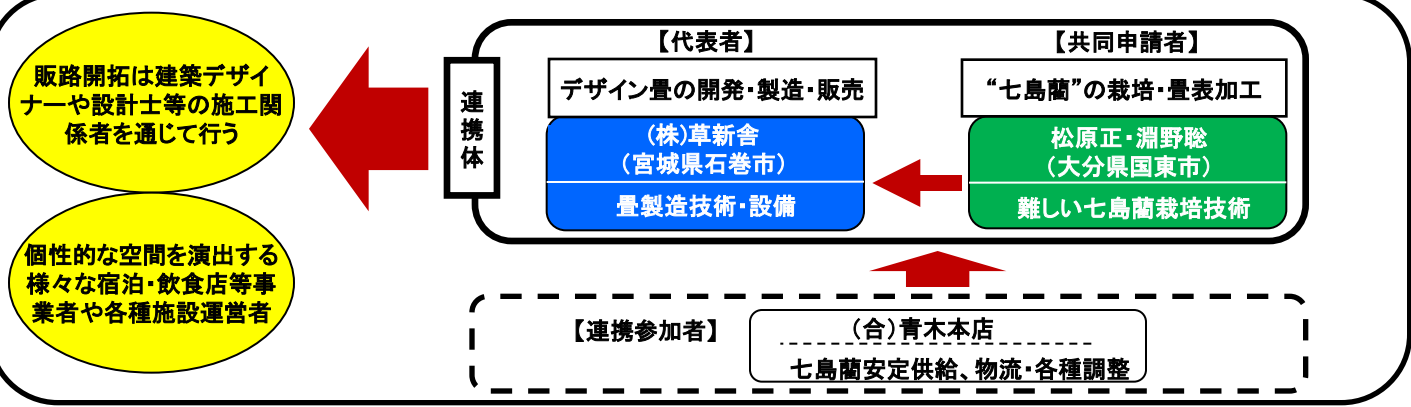 販路開拓は建築デザイ
ナーや設計士等の施工関
係者を通じて行う
個性的な空間を演出する
様々な宿泊・飲食店等事
業者や各種施設運営者
連携体
【代表者】
デザイン畳の開発・製造・販売
(株)草新舎
(宮城県石巻市)
畳製造技術・設備
【共同申請者】
“七島藺”の栽培・畳表加工
松原正・淵野聡
(大分県国東市)
難しい七島藺栽培技術
【連携参加者】
(合)青木本店
七島藺安定供給、物流・各種調整